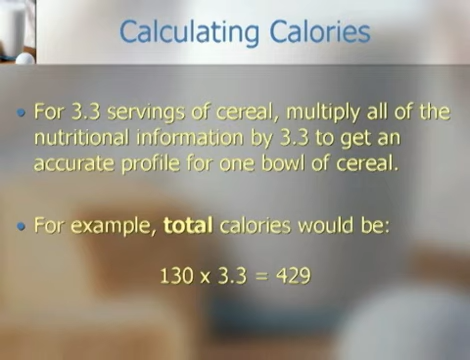 Calculating Calories
• For 3.3 servings of cereal, multiply all of the
nutritional information by 3.3 to get an
accurate profile for one bowl of cereal.
• For example, total calories would be:
130 x 3.3 = 429